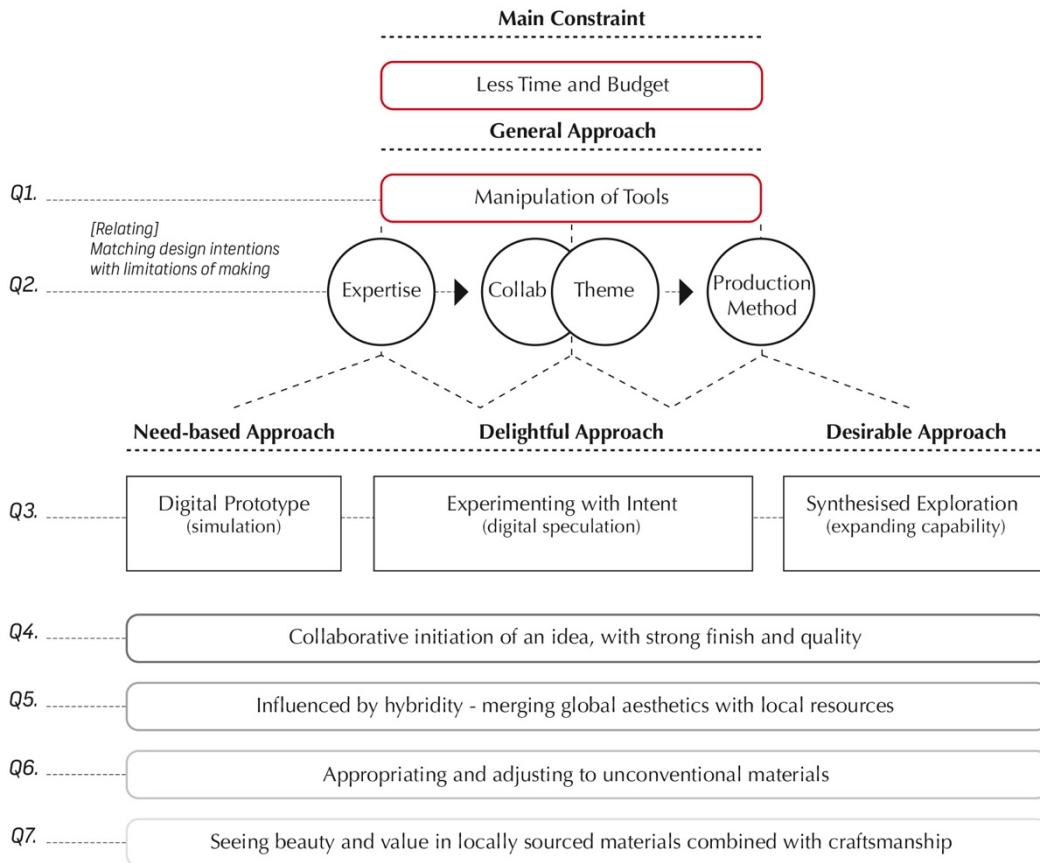 Main Constraint
Less Time and Budget
General Approach
Q1.
Manipulation of Tools
[Relating]
Matching design intentions
with limitations of making
Q2.
Expertise
Collab
Theme
Production
Method
Need-based Approach
Delightful Approach
Desirable Approach
Q3.
Digital Prototype
(simulation)
Experimenting with Intent
(digital speculation)
Synthesised Exploration
(expanding capability)
Q4.
Collaborative initiation of an idea, with strong finish and quality
Q5.
Influenced by hybridity - merging global aesthetics with local resources
Q6.
Appropriating and adjusting to unconventional materials
Q7.
Seeing beauty and value in locally sourced materials combined with craftsmanship